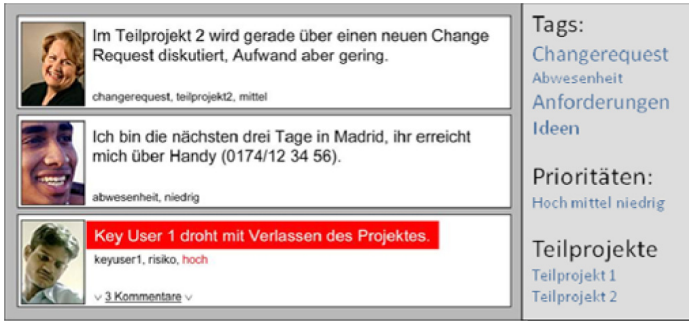 Im Teilprojekt 2 wird gerade über einen neuen Change
Request diskutiert, Aufwand aber gering.
changerequest, teilprojekt2, mittel
Ich bin die nächsten drei Tage in Madrid, ihr erreicht
mich über Handy (0174/12 34 56).
abwesenheit, niedrig
Key User 1 droht mit Verlassen des Projektes.
keyuser1, risiko, hoch
v 3 Kommentare v
Tags:
Changerequest
Abwesenheit
Anforderungen
Ideen
Prioritäten:
Hoch mittel niedrig
Teilprojekte
Teilprojekt 1
Teilprojekt 2